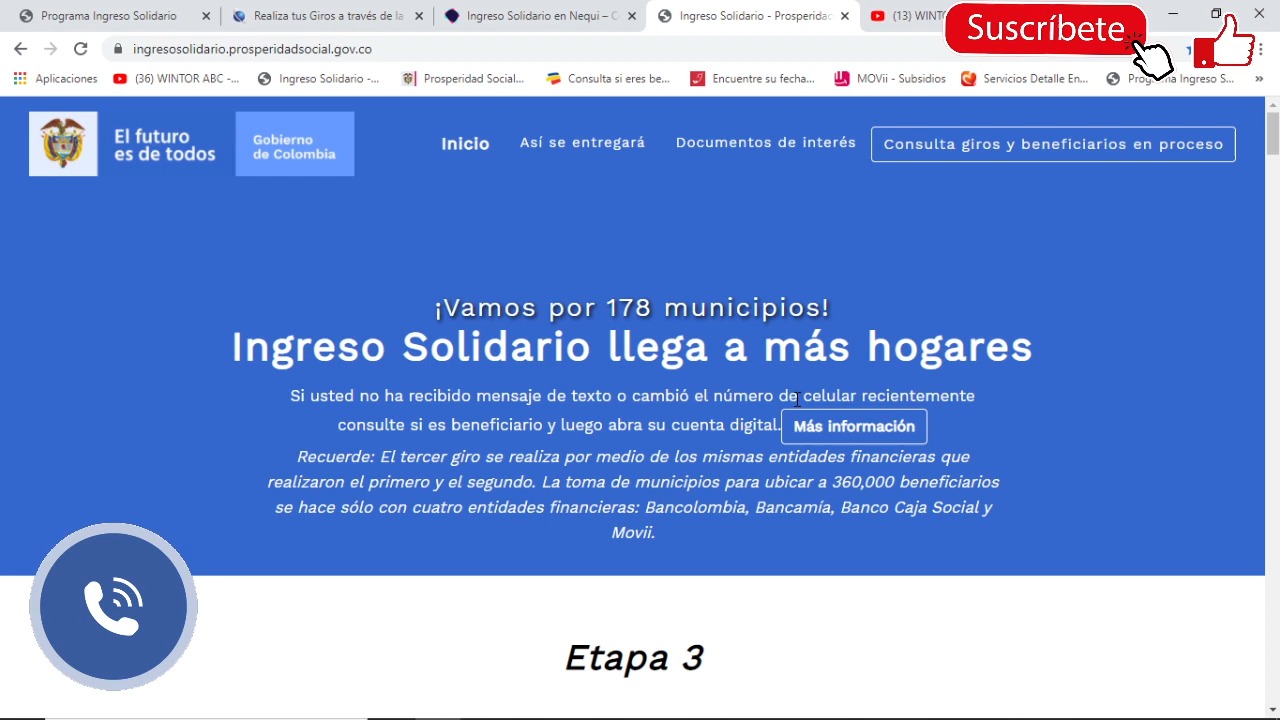 Programa Ingreso Solidario
Realiza tus Giros a través de la
Ingreso Solidario en Nequi – C
Ingreso Solidario - Prosperidad
(13) WINTO
Suscríbete
ingresosolidario.prosperidadsocial.gov.co
Aplicaciones
(36) WINTOR ABC -...
Ingreso Solidario -...
Prosperidad Social...
Consulta si eres be...
Encuentre su fecha...
MOVii - Subsidios
Servicios Detalle En...
Programa Ingreso S...
»
El futuro
es de todos
Gobierno
de Colombia
Inicio
Así se entregará
Documentos de interés
Consulta giros y beneficiarios en proceso
¡Vamos por 178 municipios!
Ingreso Solidario llega a más hogares
Si usted no ha recibido mensaje de texto o cambió el número de celular recientemente
consulte si es beneficiario y luego abra su cuenta digital. Más información
Recuerde: El tercer giro se realiza por medio de los mismas entidades financieras que
realizaron el primero y el segundo. La toma de municipios para ubicar a 360,000 beneficiarios
se hace sólo con cuatro entidades financieras: Bancolombia, Bancamía, Banco Caja Social y
Movii.
Etapa 3